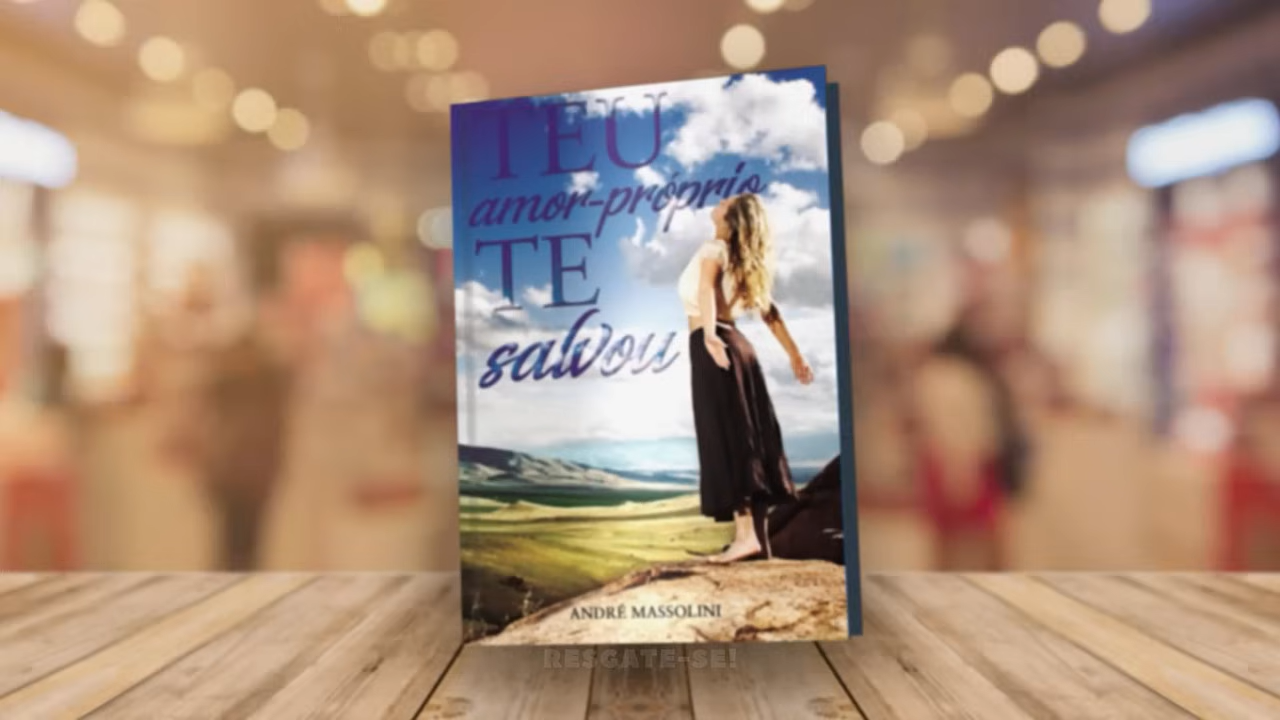 TEU
amor-próprio
TE
salvou
ANDRÉ MASSOLINI
RESGATE-SE!